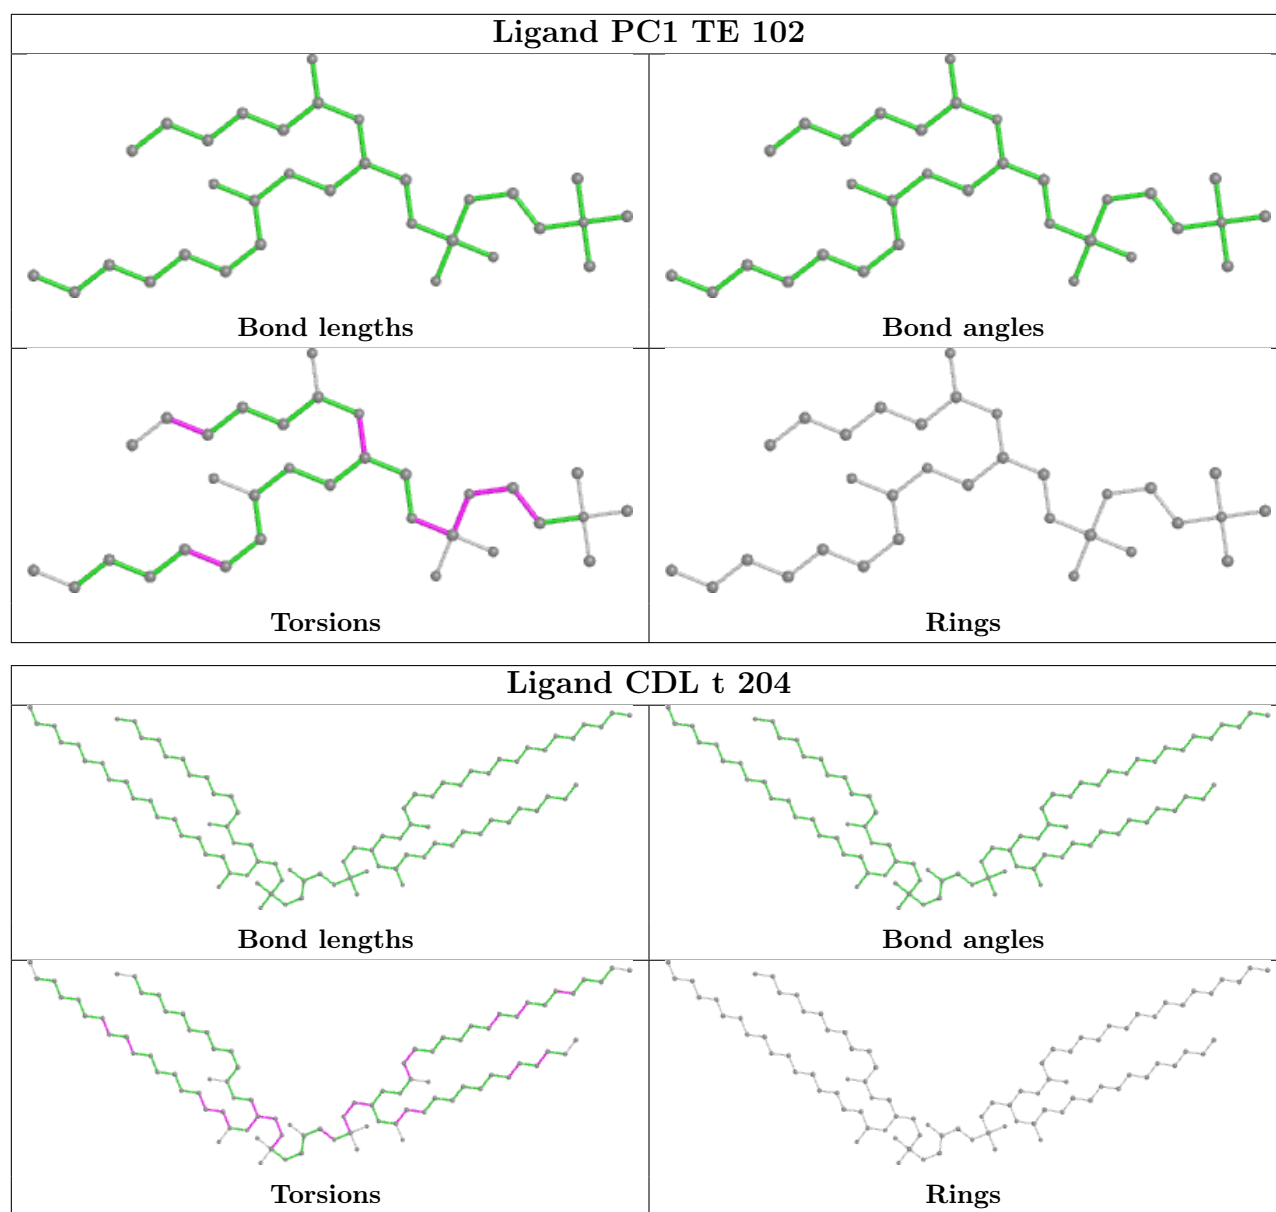 Ligand PC1 TE 102
Bond lengths
Bond angles
Torsions
Rings
Ligand CDL t 204
Bond lengths
Bond angles
Torsions
Rings